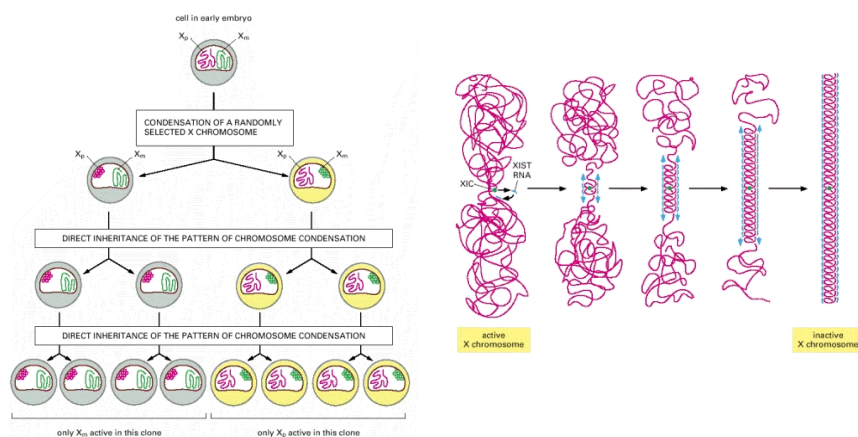 cell in early embryo
Xp Xm
CONDENSATION OF A RANDOMLY
SELECTED X CHROMOSOME
Xp Xm
Xp Xm
DIRECT INHERITANCE OF THE PATTERN OF CHROMOSOME CONDENSATION
DIRECT INHERITANCE OF THE PATTERN OF CHROMOSOME CONDENSATION
only Xm active in this clone
only Xp active in this clone
XIC
XIST
RNA
active
X chromosome
inactive
X chromosome